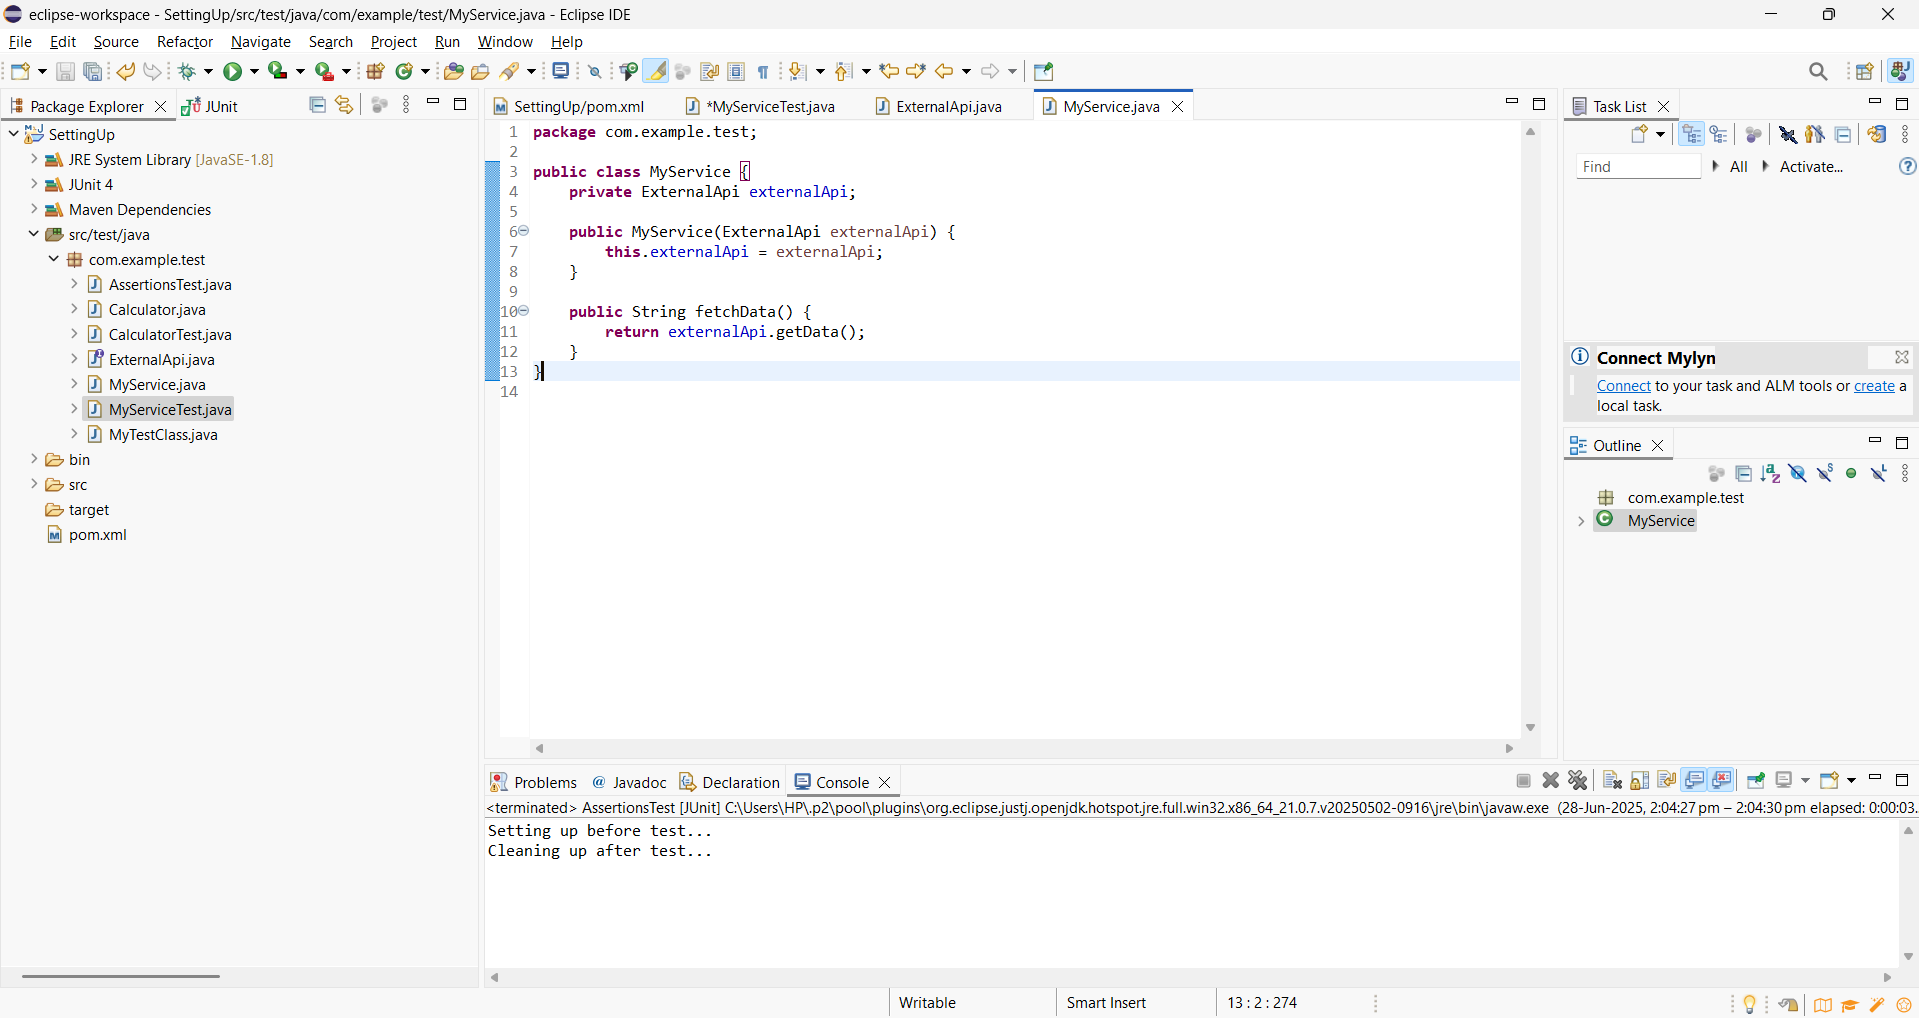 eclipse-workspace - SettingUp/src/test/java/com/example/test/MyService.java - Eclipse IDE
File Edit Source Refactor Navigate Search Project Run Window Help
Package Explorer JUnit
SettingUp
JRE System Library [JavaSE-1.8]
JUnit 4
Maven Dependencies
src/test/java
com.example.test
AssertionsTest.java
Calculator.java
CalculatorTest.java
ExternalApi.java
MyService.java
MyServiceTest.java
MyTestClass.java
bin
src
target
pom.xml
SettingUp/pom.xml *MyServiceTest.java ExternalApi.java MyService.java
1 package com.example.test;
2
3 public class MyService {
4 private ExternalApi externalApi;
5
6 public MyService(ExternalApi externalApi) {
7 this.externalApi = externalApi;
8 }
9
10 public String fetchData() {
11 return externalApi.getData();
12 }
13 }
14
Task List
Find All Activate...
Connect Mylyn
Connect to your task and ALM tools or create a
local task.
Outline
com.example.test
MyService
Problems Javadoc Declaration Console
<terminated> AssertionsTest [JUnit] C:\Users\HP\.p2\pool\plugins\org.eclipse.justj.openjdk.hotspot.jre.full.win32.x86_64_21.0.7.v20250502-0916\jre\bin\javaw.exe (28-Jun-2025, 2:04:27 pm – 2:04:30 pm elapsed: 0:00:03.
Setting up before test...
Cleaning up after test...
Writable Smart Insert 13 : 2 : 274